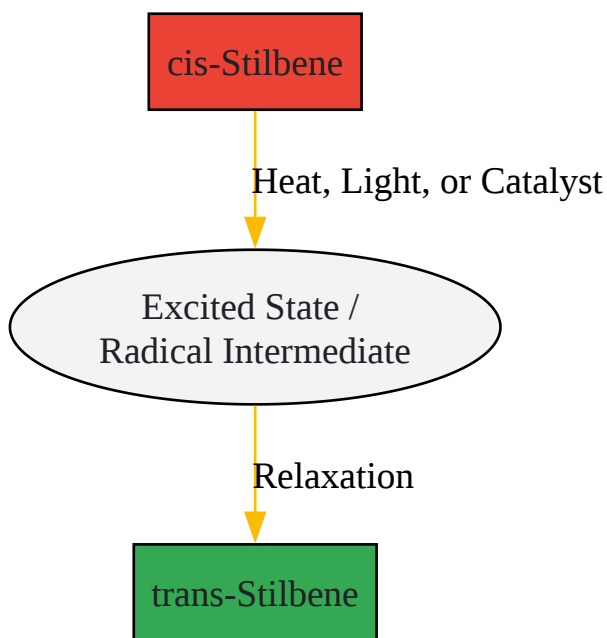 cis-Stilbene
Heat, Light, or Catalyst
Excited State /
Radical Intermediate
Relaxation
trans-Stilbene